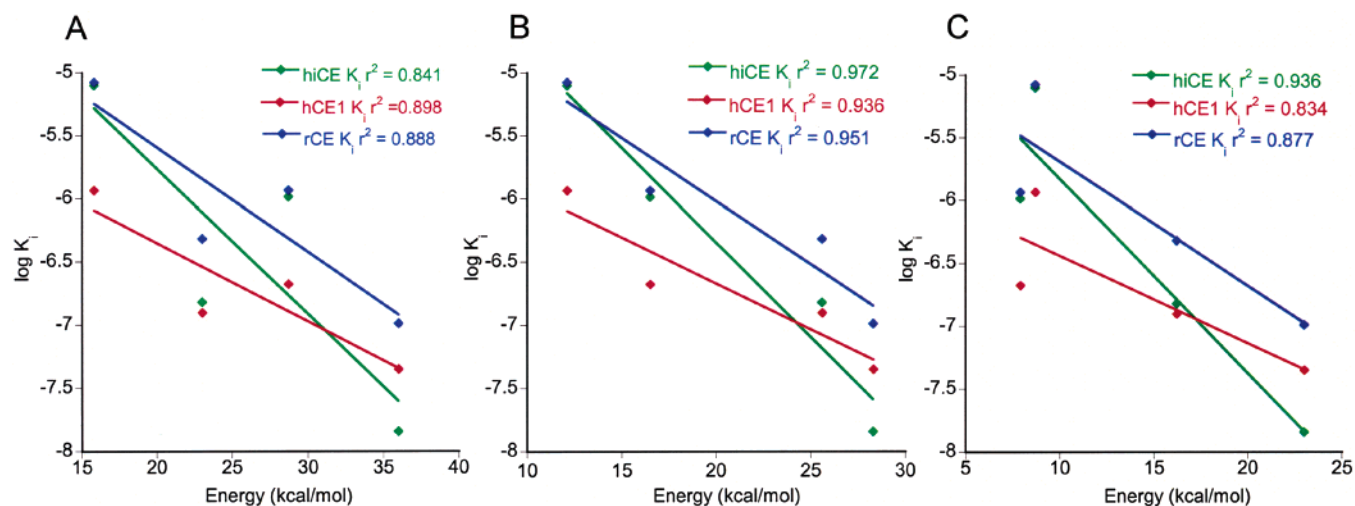 A
hiCE Ki r2 = 0.841
hCE1 Ki r2 =0.898
rCE Ki r2 = 0.888
-5
-5.5
-6
-6.5
-7
-7.5
-8
log Ki
15
20
25
30
35
40
Energy (kcal/mol)
B
hiCE Ki r2 = 0.972
hCE1 Ki r2 = 0.936
rCE Ki r2 = 0.951
-5
-5.5
-6
-6.5
-7
-7.5
-8
log Ki
10
15
20
25
30
Energy (kcal/mol)
C
hiCE Ki r2 = 0.936
hCE1 Ki r2 = 0.834
rCE Ki r2 = 0.877
-5
-5.5
-6
-6.5
-7
-7.5
-8
log Ki
5
10
15
20
25
Energy (kcal/mol)